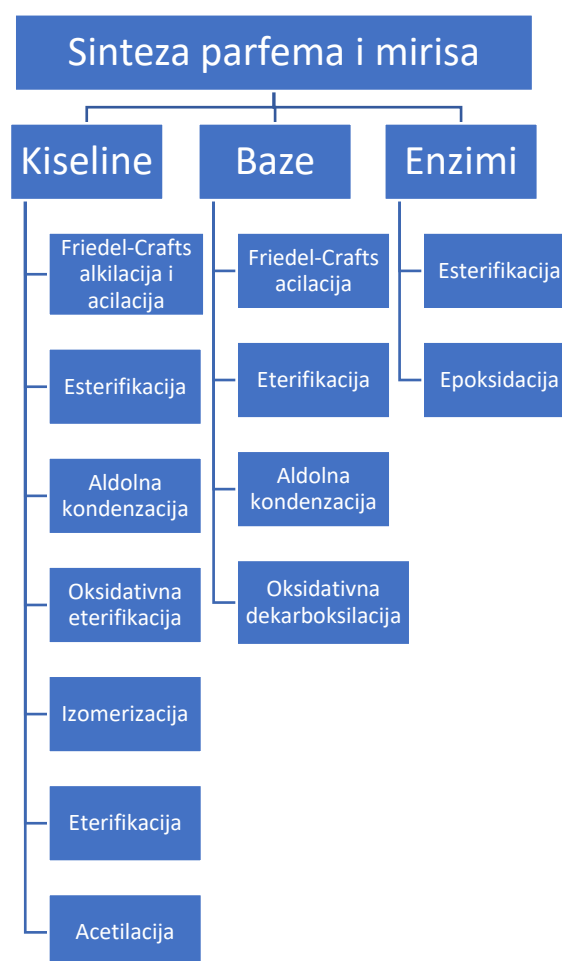 Sinteza parfema i mirisa
Kiseline
Baze
Enzimi
Friedel-Crafts
alkilacija i
acilacija
Esterifikacija
Aldolna
kondenzacija
Oksidativna
eterifikacija
Izomerizacija
Eterifikacija
Acetilacija
Friedel-Crafts
acilacija
Eterifikacija
Aldolna
kondenzacija
Oksidativna
dekarboksilacija
Esterifikacija
Epoksidacija